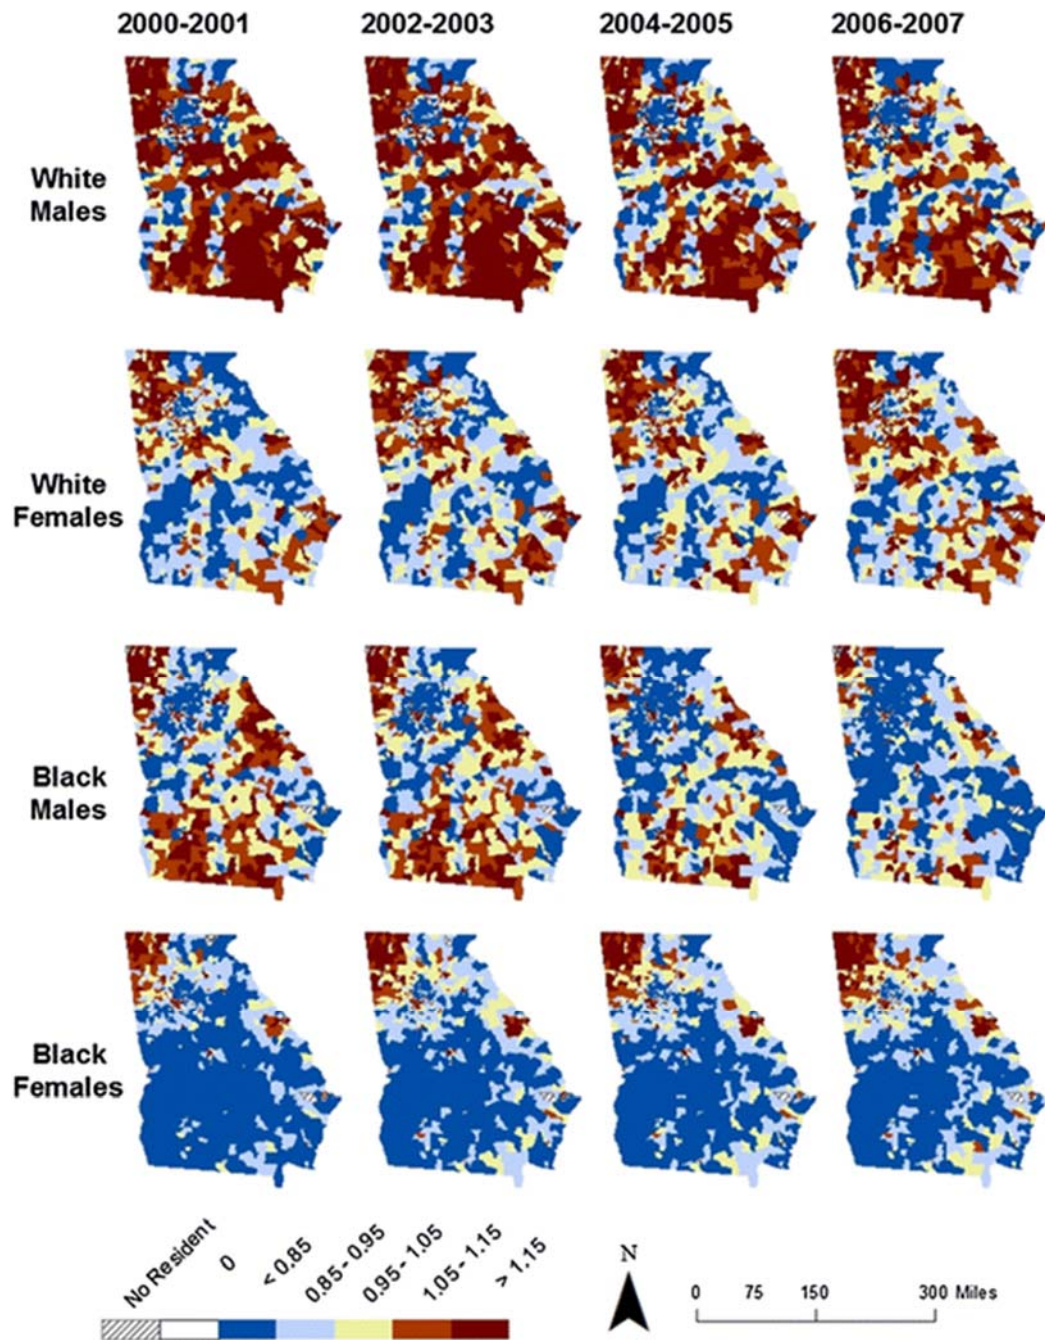 2000-2001 2002-2003 2004-2005 2006-2007
White
Males
White
Females
Black
Males
Black
Females
No Resident 0 < 0.85 0.85 - 0.95 0.95 - 1.05 1.05 - 1.15 > 1.15
N
0 75 150 300 Miles